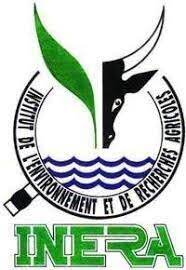 INSTITUT DE L'ENVIRONNEMENT ET DE RECHERCHES AGRICOLES
INERA